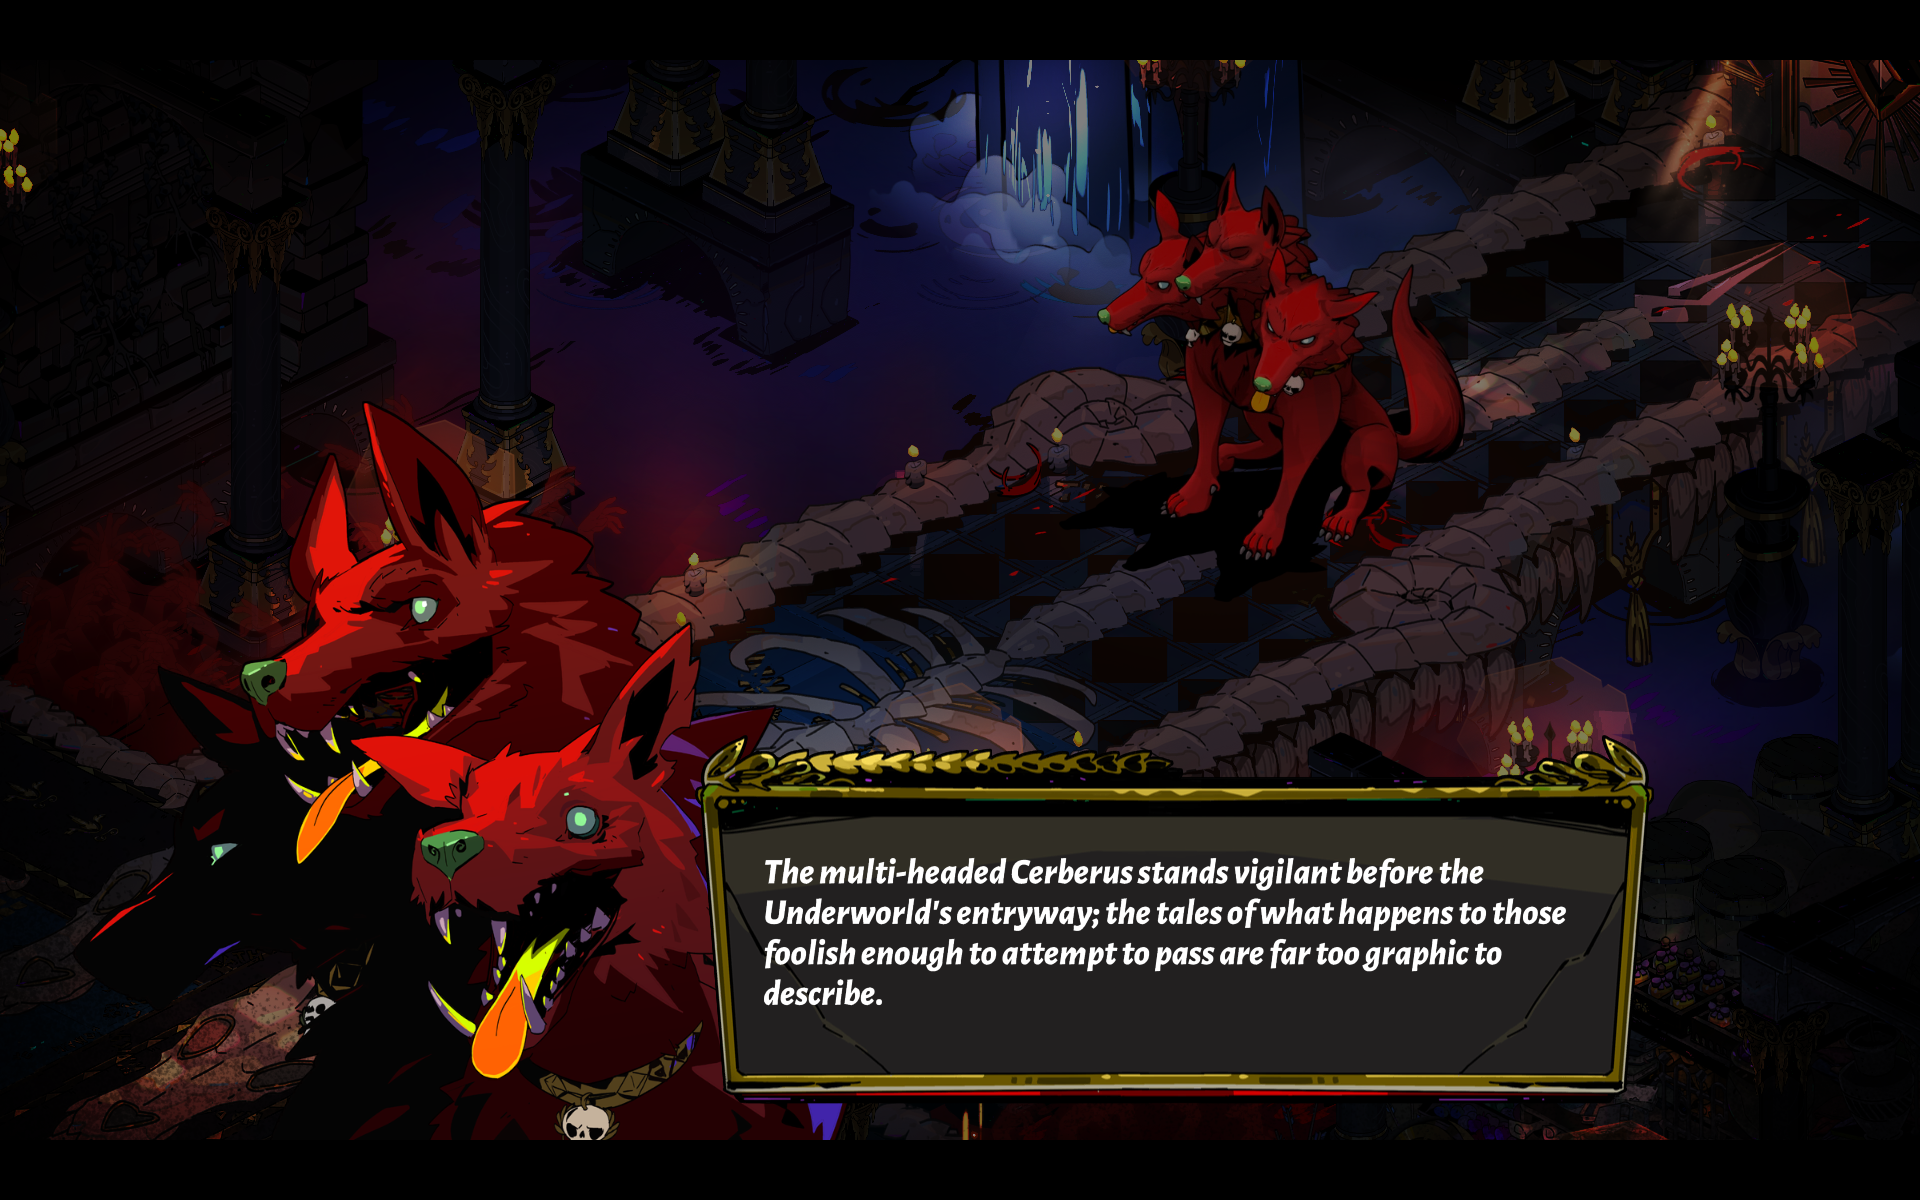 The multi-headed Cerberus stands vigilant before the
Underworld's entryway; the tales of what happens to those
foolish enough to attempt to pass are far too graphic to
describe.